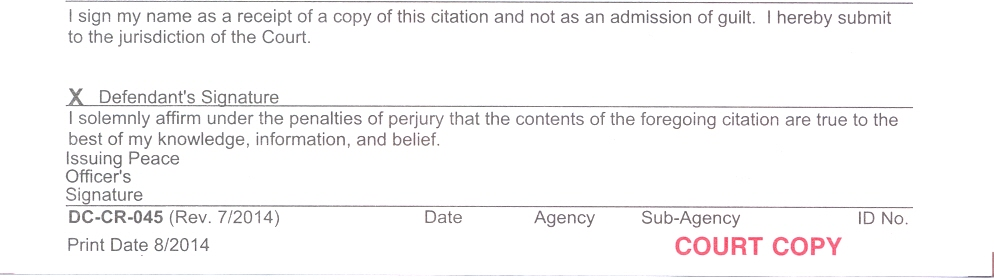 I sign my name as a receipt of a copy of this citation and not as an admission of guilt. I hereby submit
to the jurisdiction of the Court.
X Defendant's Signature
I solemnly affirm under the penalties of perjury that the contents of the foregoing citation are true to the
best of my knowledge, information, and belief.
Issuing Peace
Officer's
Signature
DC-CR-045 (Rev. 7/2014) Date Agency Sub-Agency ID No.
Print Date 8/2014 COURT COPY